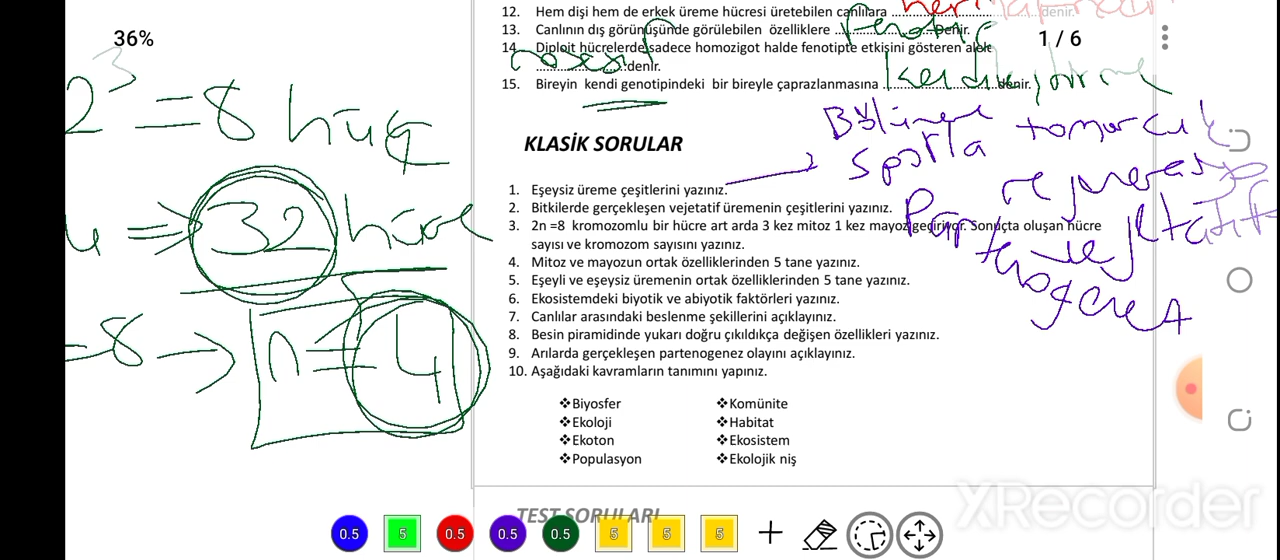 36%
1 / 6
12. Hem dişi hem de erkek üreme hücresi üretebilen canlılara .................... denir.
13. Canlının dış görünüşünde görülebilen özelliklere .................... denir.
fenotip
14. Diploit hücrelerde sadece homozigot halde fenotipte etkisini gösteren alele
.................... denir.
15. Bireyin kendi genotipindeki bir bireyle çaprazlanmasına .................... denir.
2³ = 8 hüc
Bölünme
tomurcuk
KLASİK SORULAR
sporla
1. Eşeysiz üreme çeşitlerini yazınız.
2. Bitkilerde gerçekleşen vejetatif üremenin çeşitlerini yazınız.
3. 2n =8 kromozomlu bir hücre art arda 3 kez mitoz 1 kez mayoz geçiriyor. Sonuçta oluşan hücre
sayısı ve kromozom sayısını yazınız.
4. Mitoz ve mayozun ortak özelliklerinden 5 tane yazınız.
5. Eşeyli ve eşeysiz üremenin ortak özelliklerinden 5 tane yazınız.
6. Ekosistemdeki biyotik ve abiyotik faktörleri yazınız.
7. Canlılar arasındaki beslenme şekillerini açıklayınız.
8. Besin piramidinde yukarı doğru çıkıldıkça değişen özellikleri yazınız.
9. Arılarda gerçekleşen partenogenez olayını açıklayınız.
10. Aşağıdaki kavramların tanımını yapınız.
32 hücre
8 → n = 4
❖Biyosfer ❖Komünite
❖Ekoloji ❖Habitat
❖Ekoton ❖Ekosistem
❖Populasyon ❖Ekolojik niş
XRecorder
TEST SORULARI
0.5 5 0.5 0.5 0.5 5 5 5